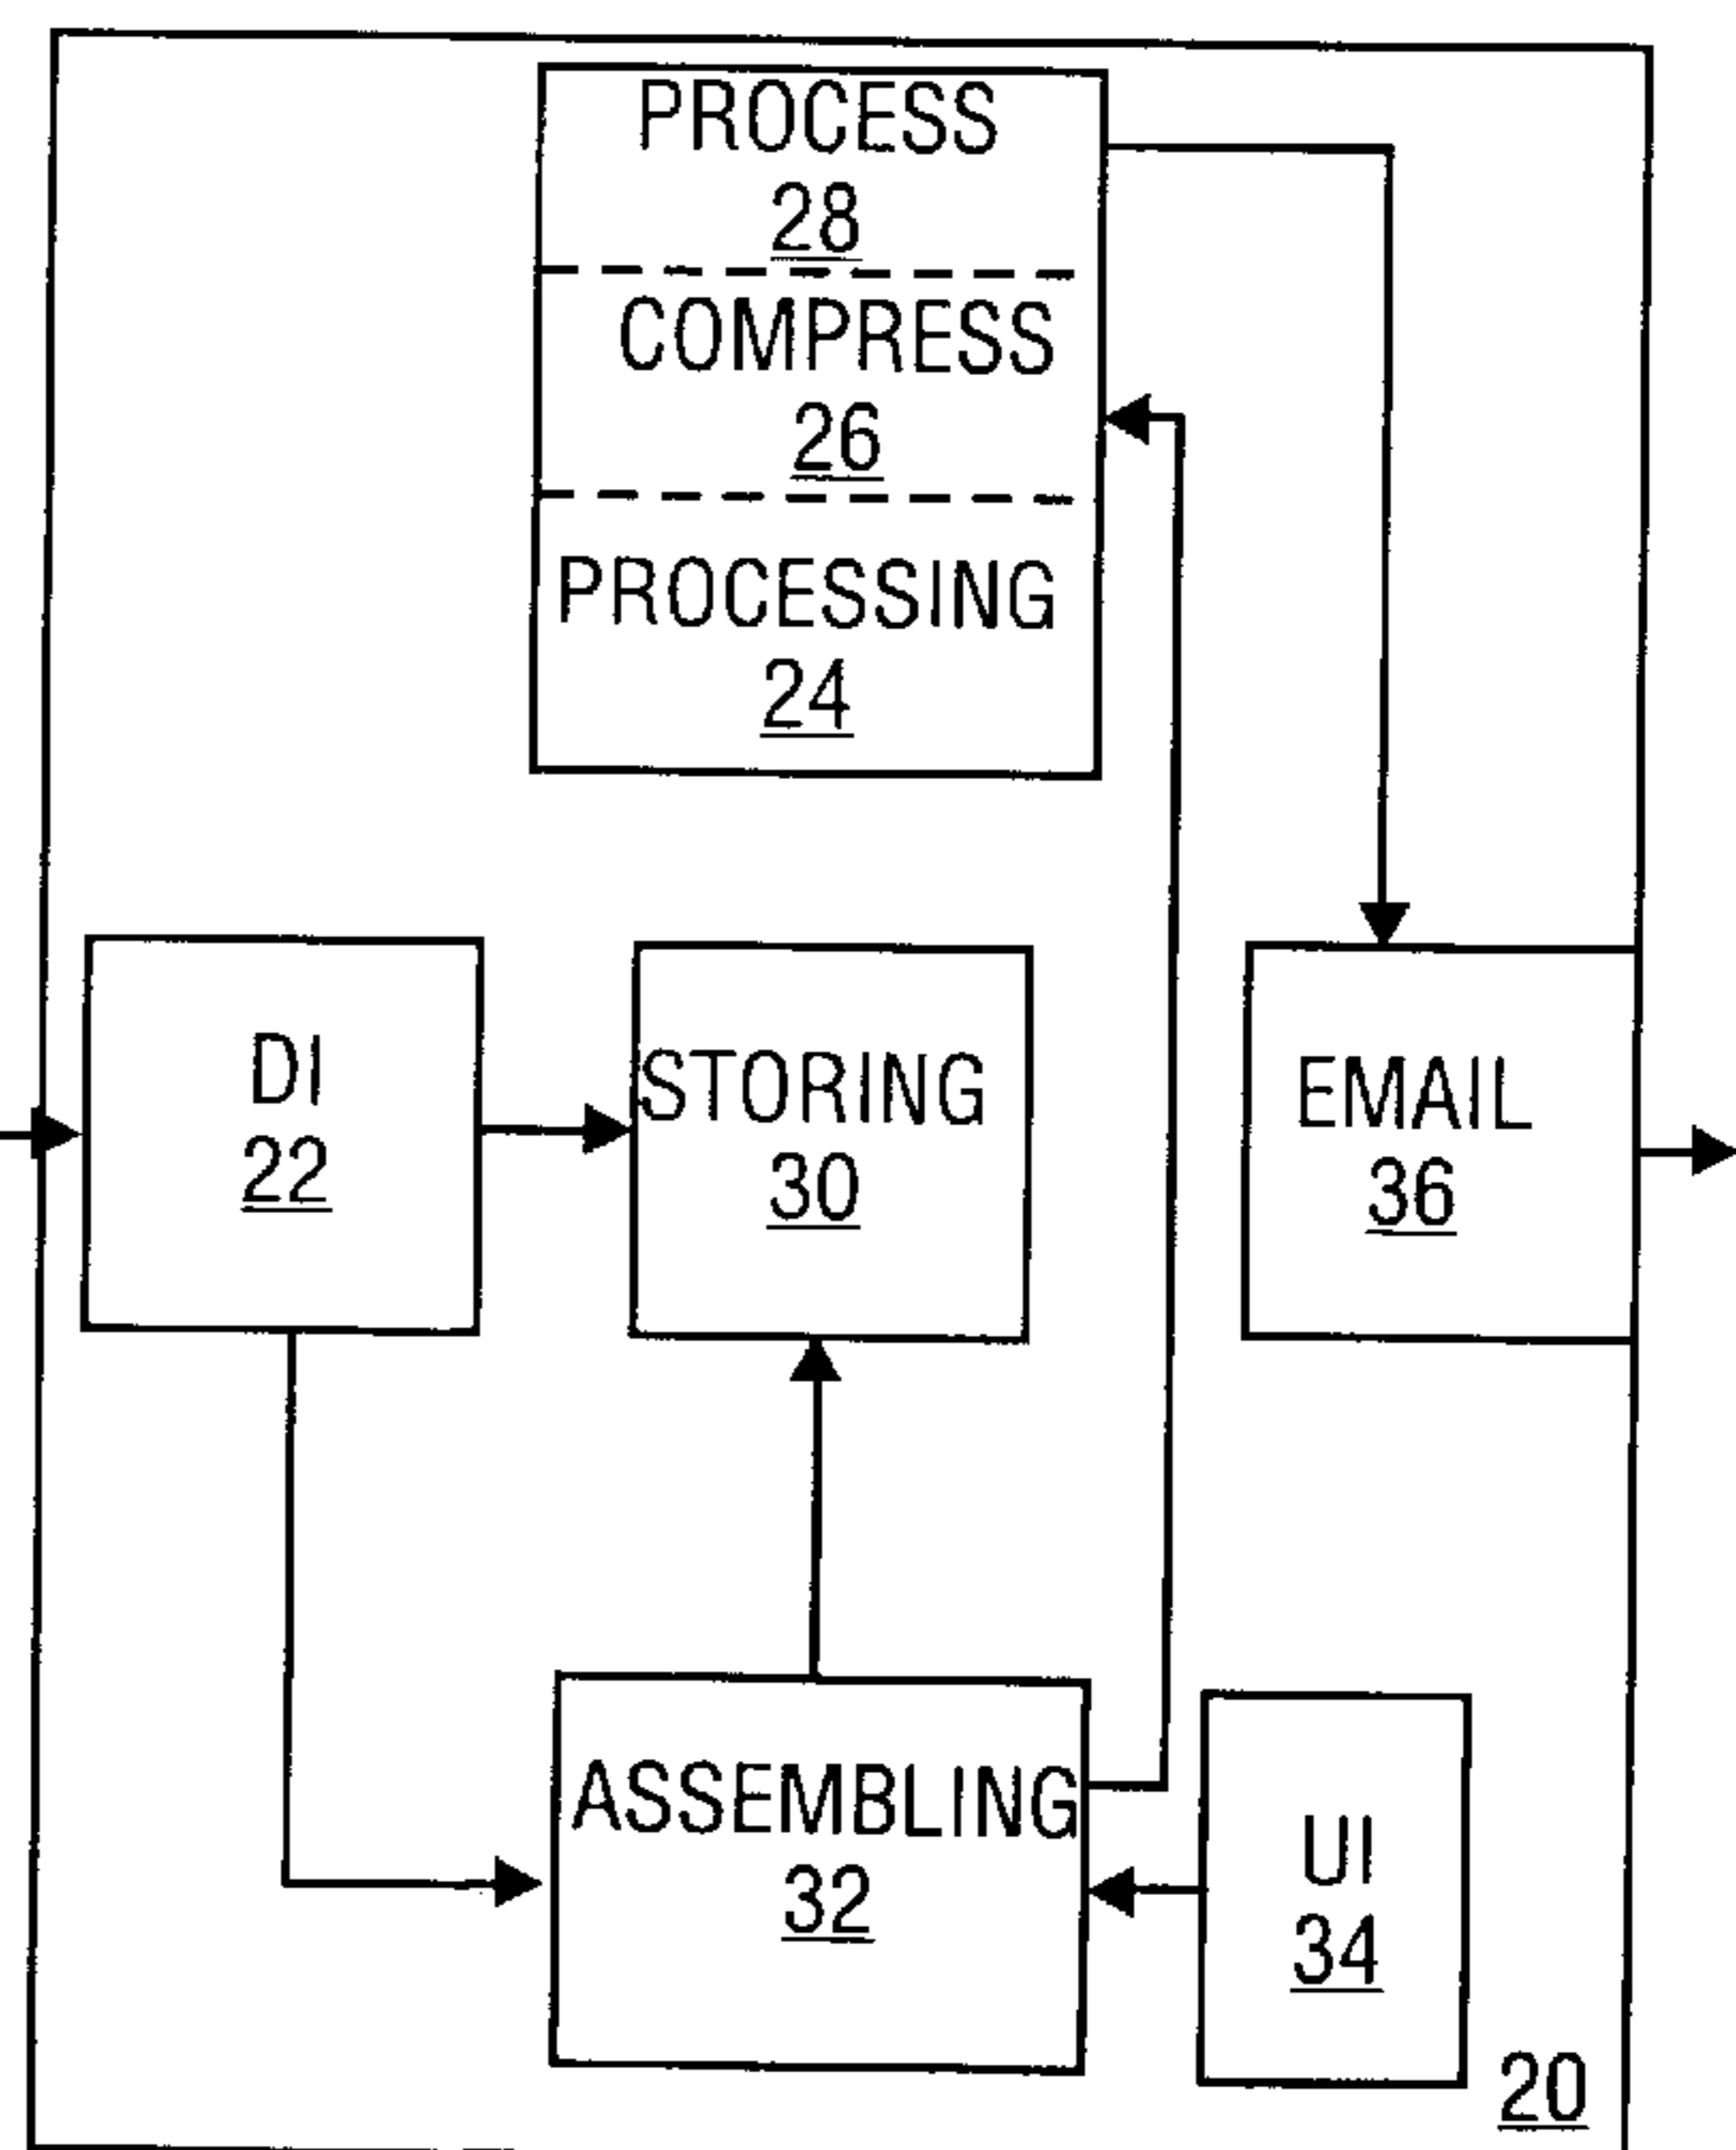 PROCESS
28
COMPRESS
26
PROCESSING
24
DI
22
STORING
30
EMAIL
36
ASSEMBLING
32
UI
34
20